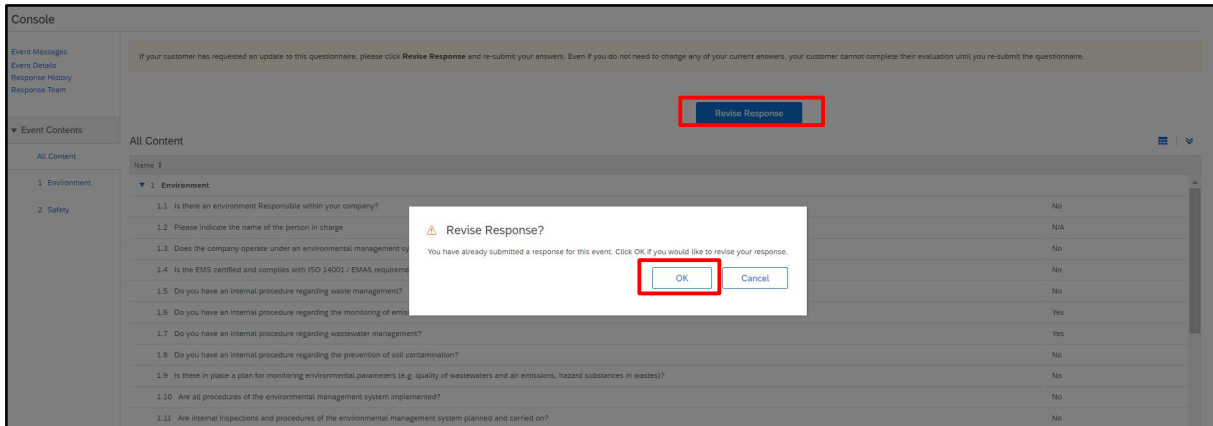 Console
Event Messages
Event Details
Response History
Response Team
▼ Event Contents
All Content
1 Environment
2 Safety
If your customer has requested an update to this questionnaire, please click Revise Response and re-submit your answers. Even if you do not need to change any of your current answers, your customer cannot complete their evaluation until you re-submit the questionnaire.
Revise Response
All Content
Name ↑
▼ 1 Environment
1.1 Is there an environment Responsible within your company? No
1.2 Please indicate the name of the person in charge N/A
1.3 Does the company operate under an environmental management sy No
1.4 Is the EMS certified and complies with ISO 14001 / EMAS requireme No
1.5 Do you have an internal procedure regarding waste management? No
1.6 Do you have an internal procedure regarding the monitoring of emis Yes
1.7 Do you have an internal procedure regarding wastewater management? Yes
1.8 Do you have an internal procedure regarding the prevention of soil contamination? No
1.9 Is there in place a plan for monitoring environmental parameters (e.g. quality of wastewaters and air emissions, hazard substances in wastes)? No
1.10 Are all procedures of the environmental management system implemented? No
1.11 Are internal inspections and procedures of the environmental management system planned and carried on? No
Revise Response?
You have already submitted a response for this event. Click OK if you would like to revise your response.
OK
Cancel